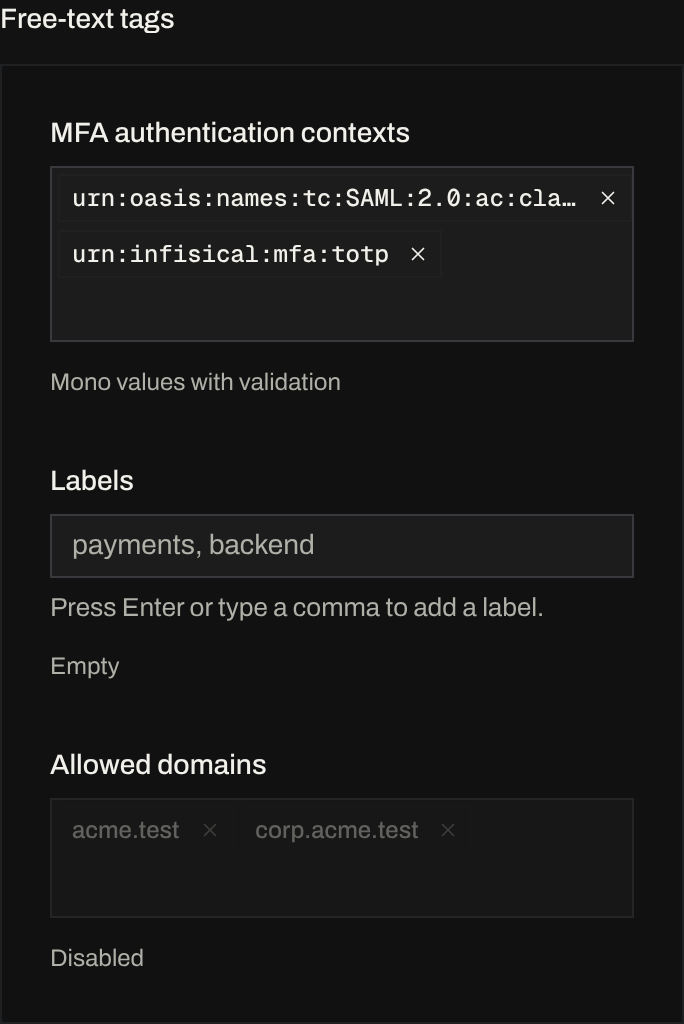 Free-text tags
MFA authentication contexts
urn:oasis:names:tc:SAML:2.0:ac:cla…
urn:infisical:mfa:totp
Mono values with validation
Labels
payments, backend
Press Enter or type a comma to add a label.
Empty
Allowed domains
acme.test corp.acme.test
Disabled